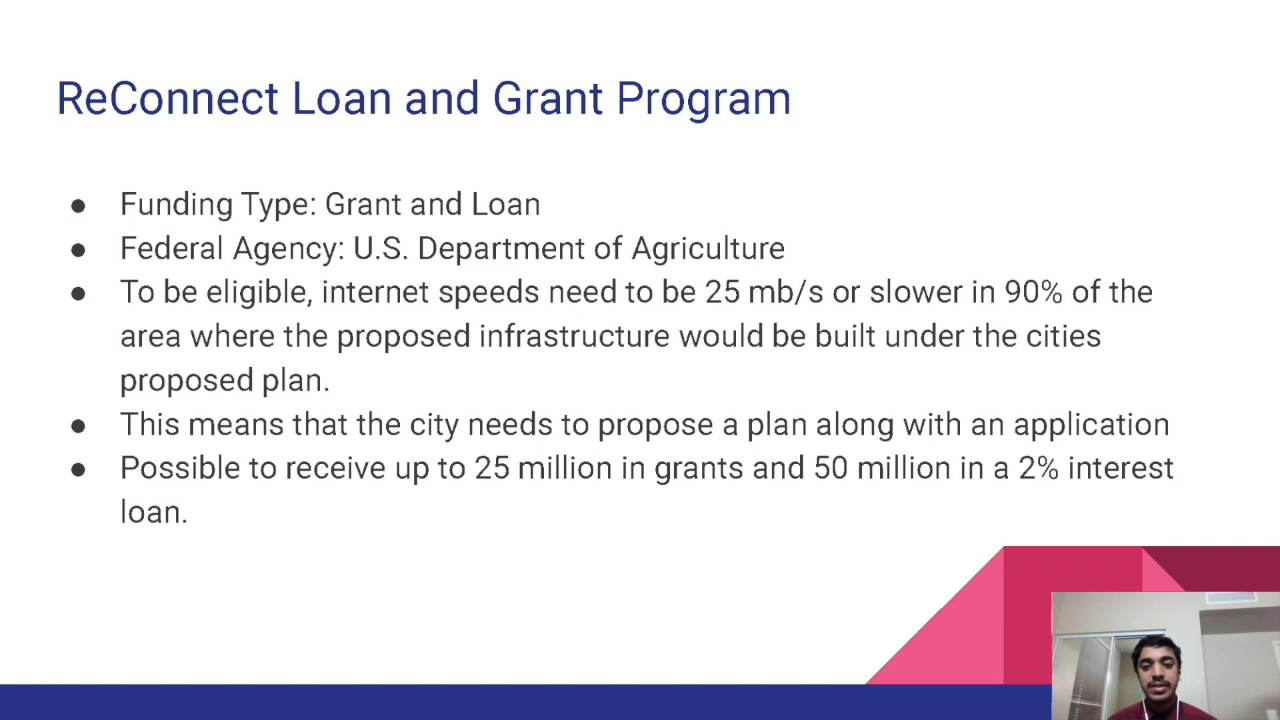 ReConnect Loan and Grant Program
● Funding Type: Grant and Loan
● Federal Agency: U.S. Department of Agriculture
● To be eligible, internet speeds need to be 25 mb/s or slower in 90% of the
area where the proposed infrastructure would be built under the cities
proposed plan.
● This means that the city needs to propose a plan along with an application
● Possible to receive up to 25 million in grants and 50 million in a 2% interest
loan.